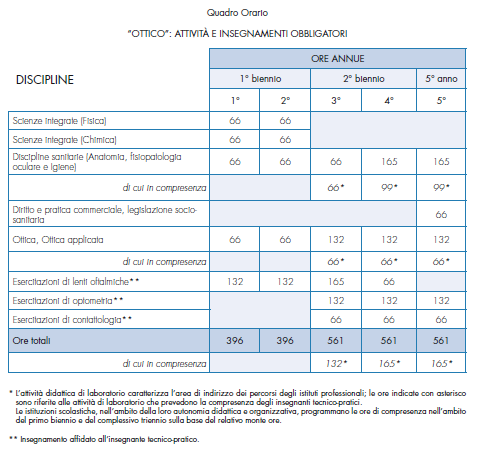 Quadro Orario
"OTTICO": ATTIVITÀ E INSEGNAMENTI OBBLIGATORI
DISCIPLINE
ORE ANNUE
1° biennio 2° biennio 5° anno
1° 2° 3° 4° 5°
Scienze integrate (Fisica) 66 66
Scienze integrate (Chimica) 66 66
Discipline sanitarie (Anatomia, fisiopatologia
oculare e Igiene) 66 66 66 165 165
di cui in compresenza 66* 99* 99*
Diritto e pratica commerciale, legislazione socio-
sanitaria 66
Ottica, Ottica applicata 66 66 132 132 132
di cui in compresenza 66* 66* 66*
Esercitazioni di lenti oftalmiche** 132 132 165 66
Esercitazioni di optometria** 132 132 132
Esercitazioni di contattologia** 66 66 66
Ore totali 396 396 561 561 561
di cui in compresenza 132* 165* 165*
* L'attività didattica di laboratorio caratterizza l'area di indirizzo dei percorsi degli istituti professionali; le ore indicate con asterisco
sono riferite alle attività di laboratorio che prevedono la compresenza degli insegnanti tecnico-pratici.
Le istituzioni scolastiche, nell'ambito della loro autonomia didattica e organizzativa, programmano le ore di compresenza nell'ambito
del primo biennio e del complessivo triennio sulla base del relativo monte ore.
** Insegnamento affidato all'insegnante tecnico-pratico.